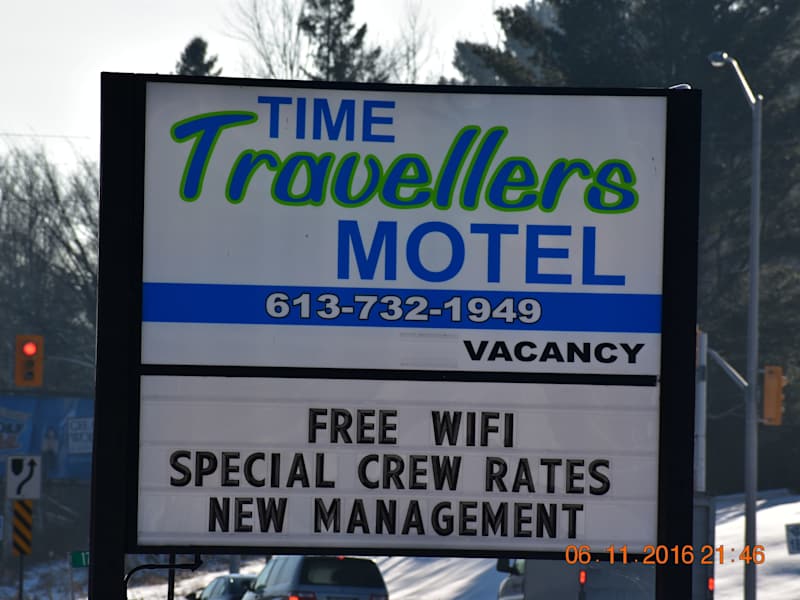 TIME
Travellers
MOTEL
613-732-1949
VACANCY
FREE WIFI
SPECIAL CREW RATES
NEW MANAGEMENT
17
06.11.2016 21:46